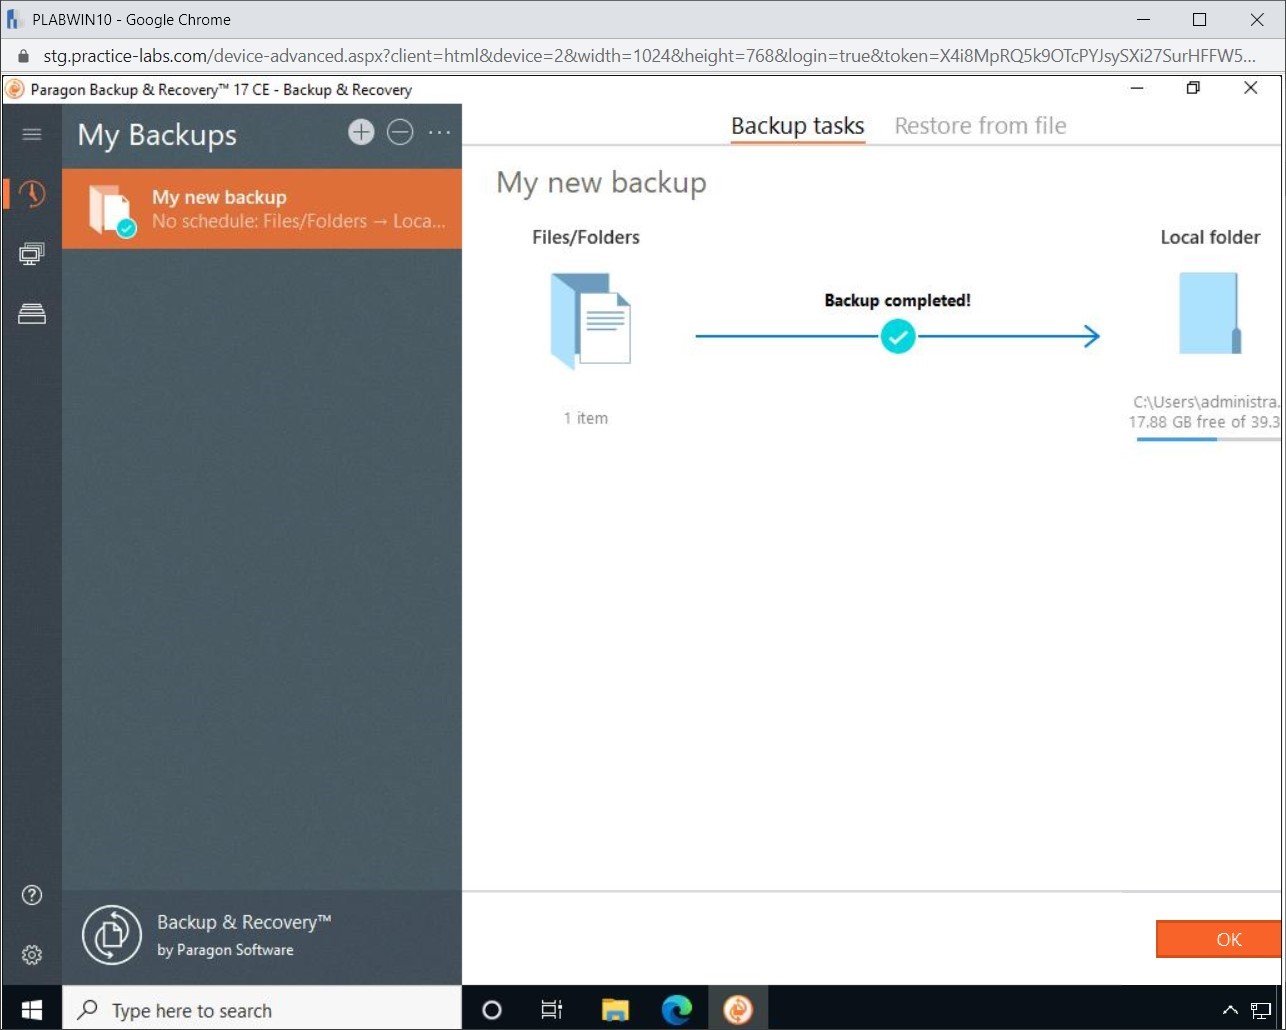 PLABWIN10 - Google Chrome
stg.practice-labs.com/device-advanced.aspx?client=html&device=2&width=1024&height=768&login=true&token=X4i8MpRQ5k9OTcPYJsySXi27SurHFFW5...
Paragon Backup & Recovery™ 17 CE - Backup & Recovery
My Backups
Backup tasks
Restore from file
My new backup
No schedule: Files/Folders → Loca...
My new backup
Files/Folders
Local folder
Backup completed!
1 item
C:\Users\administra.
17.88 GB free of 39.3
Backup & Recovery™
by Paragon Software
OK
Type here to search